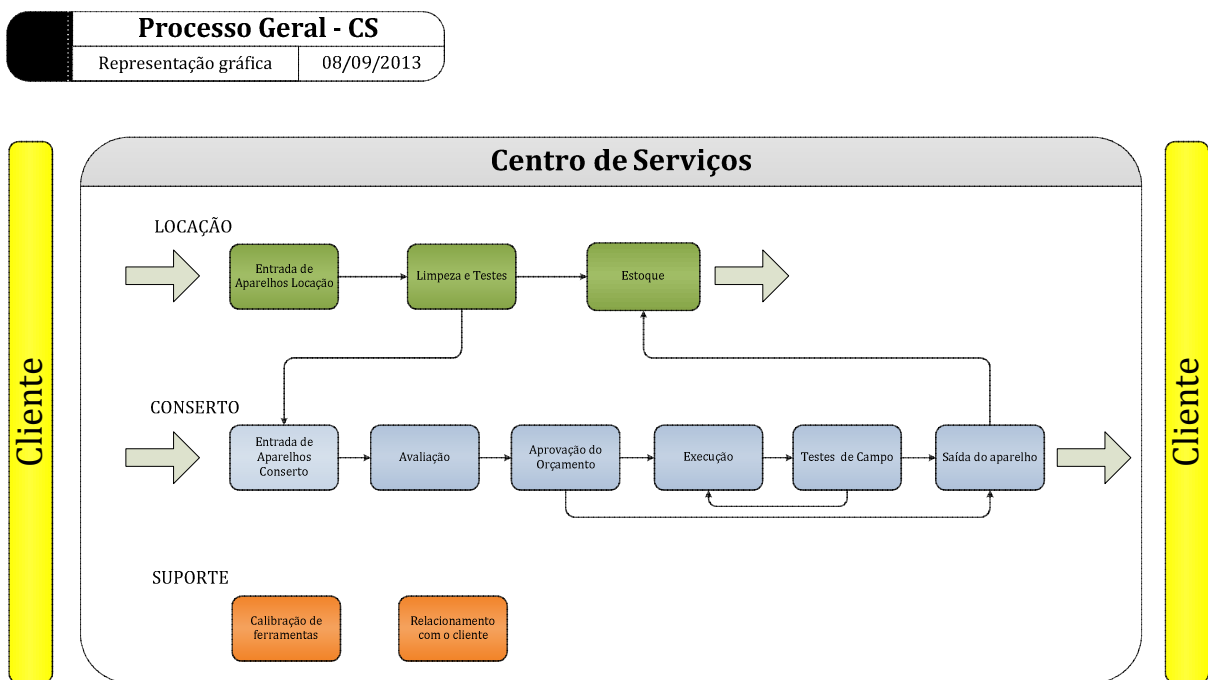 Processo Geral - CS
Representação gráfica
08/09/2013
Centro de Serviços
Cliente
LOCAÇÃO
Entrada de
Aparelhos Locação
Limpeza e Testes
Estoque
CONSERTO
Entrada de
Aparelhos
Conserto
Avaliação
Aprovação do
Orçamento
Execução
Testes de Campo
Saída do aparelho
SUPORTE
Calibração de
ferramentas
Relacionamento
com o cliente
Cliente